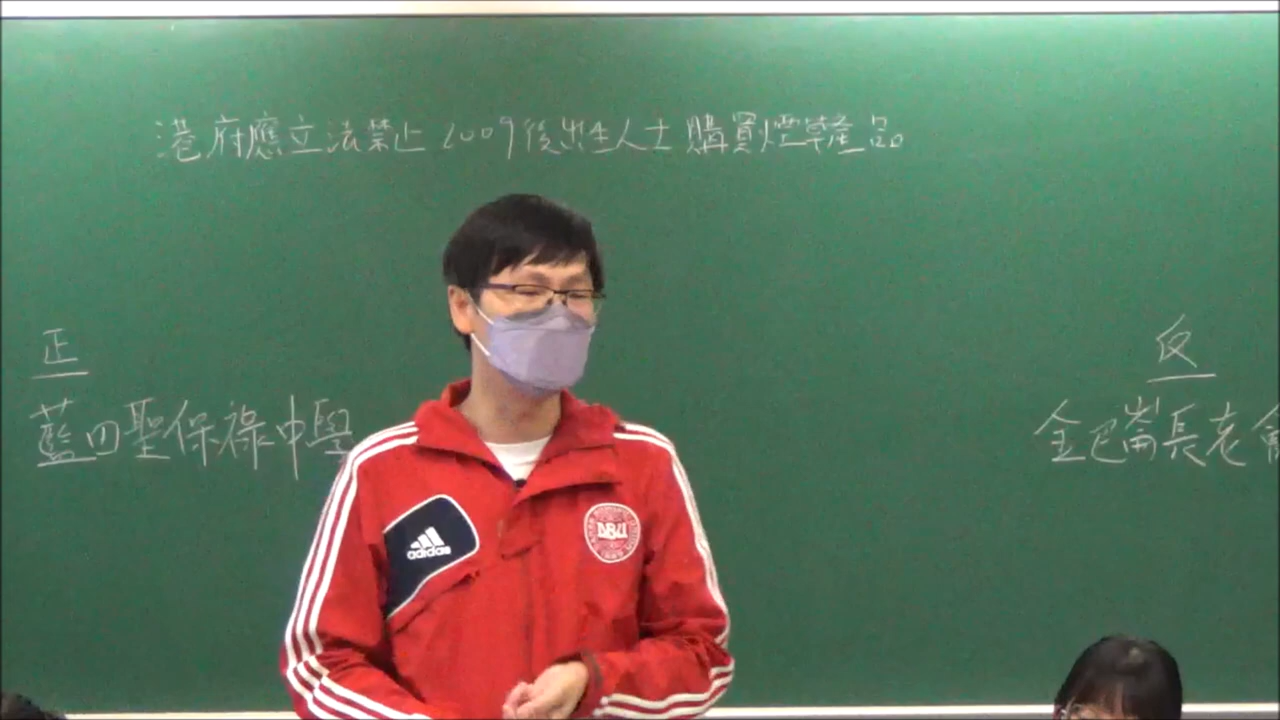 港府應立法禁止2009後出生人士購買煙草產品
正
藍田聖保祿中學
反
金巴崙長老會
adidas
DBU